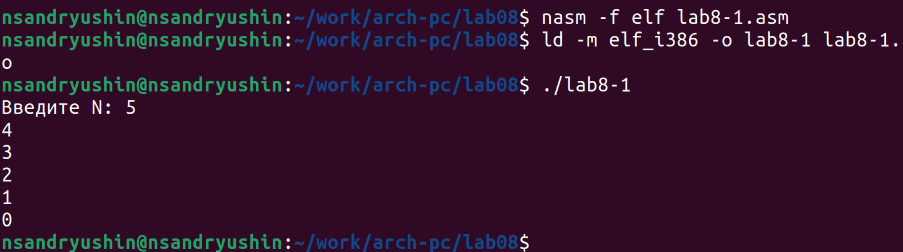 nsandryushin@nsandryushin:~/work/arch-pc/lab08$ nasm -f elf lab8-1.asm
nsandryushin@nsandryushin:~/work/arch-pc/lab08$ ld -m elf_i386 -o lab8-1 lab8-1.
o
nsandryushin@nsandryushin:~/work/arch-pc/lab08$ ./lab8-1
Введите N: 5
4
3
2
1
0
nsandryushin@nsandryushin:~/work/arch-pc/lab08$